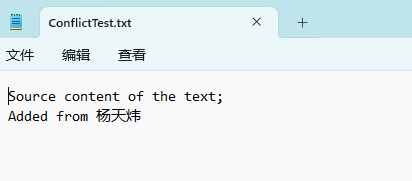 ConflictTest.txt
文件 编辑 查看
Source content of the text;
Added from 杨天炜